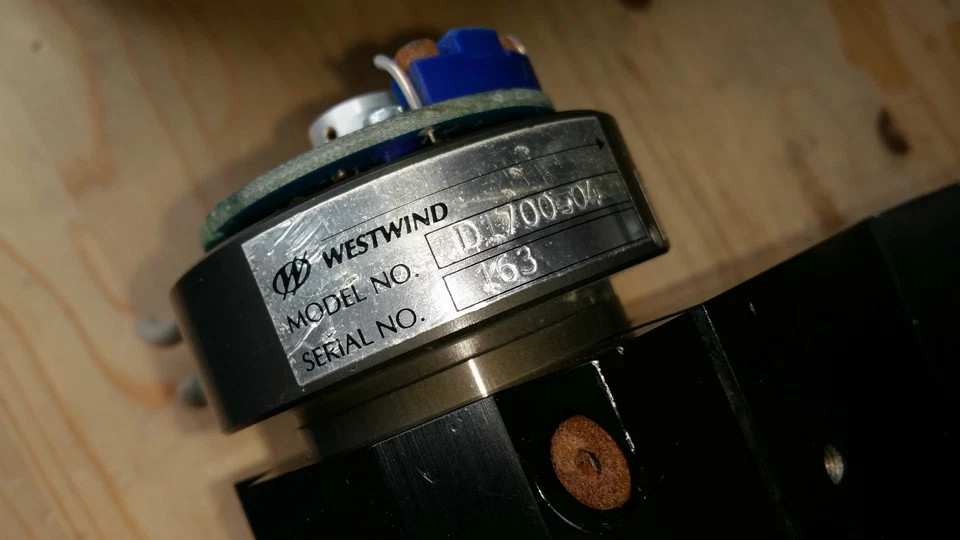 WESTWIND
MODEL NO. D1700-04
SERIAL NO. 163